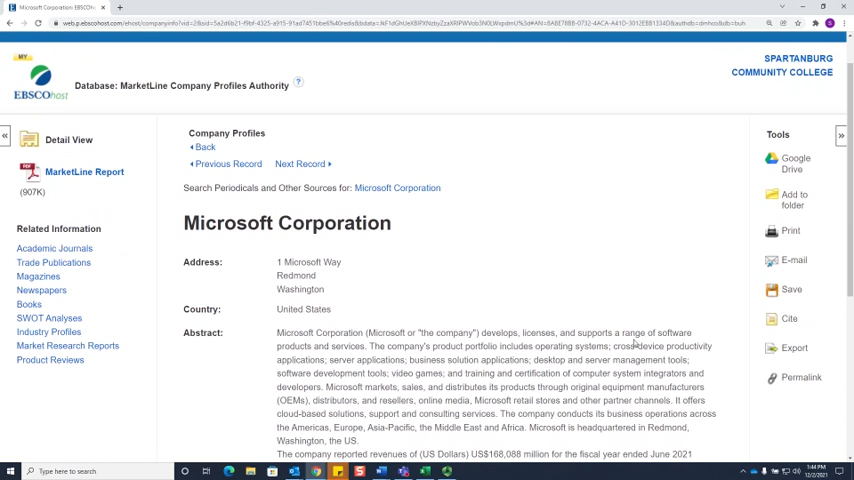 Microsoft Corporation: EBSCOho
SPARTANBURG
COMMUNITY COLLEGE
MY
EBSCOhost
Database: MarketLine Company Profiles Authority
Detail View
MarketLine Report
(907K)
Related Information
Academic Journals
Trade Publications
Magazines
Newspapers
Books
SWOT Analyses
Industry Profiles
Market Research Reports
Product Reviews
Company Profiles
Back
Previous Record Next Record
Search Periodicals and Other Sources for: Microsoft Corporation
Microsoft Corporation
Address: 1 Microsoft Way
Redmond
Washington
Country: United States
Abstract: Microsoft Corporation (Microsoft or "the company") develops, licenses, and supports a range of software
products and services. The company's product portfolio includes operating systems; cross-device productivity
applications; server applications; business solution applications; desktop and server management tools;
software development tools; video games; and training and certification of computer system integrators and
developers. Microsoft markets, sales, and distributes its products through original equipment manufacturers
(OEMs), distributors, and resellers, online media, Microsoft retail stores and other partner channels. It offers
cloud-based solutions, support and consulting services. The company conducts its business operations across
the Americas, Europe, Asia-Pacific, the Middle East and Africa. Microsoft is headquartered in Redmond,
Washington, the US.
The company reported revenues of (US Dollars) US$168,088 million for the fiscal year ended June 2021
Tools
Google
Drive
Add to
folder
Print
E-mail
Save
Cite
Export
Permalink
Type here to search
1:44 PM
12/2/2021